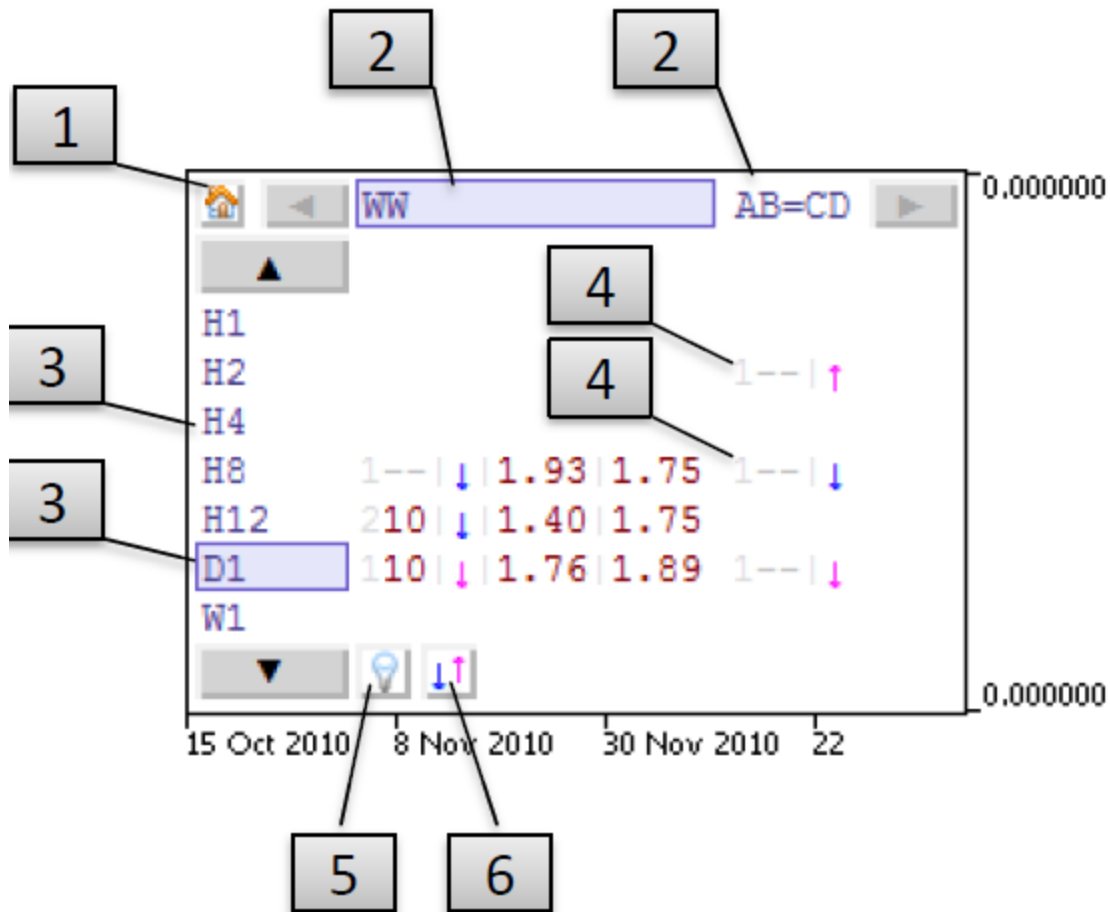 2 2
1
0.000000
WW AB=CD
4
H1
3 H2 1--|↑
4
H4
H8 1--|↓|1.93|1.75 1--|↓
3
H12 210|↓|1.40|1.75
D1 110|↓|1.76|1.89 1--|↓
W1
↓↑
0.000000
15 Oct 2010 8 Nov 2010 30 Nov 2010 22
5 6